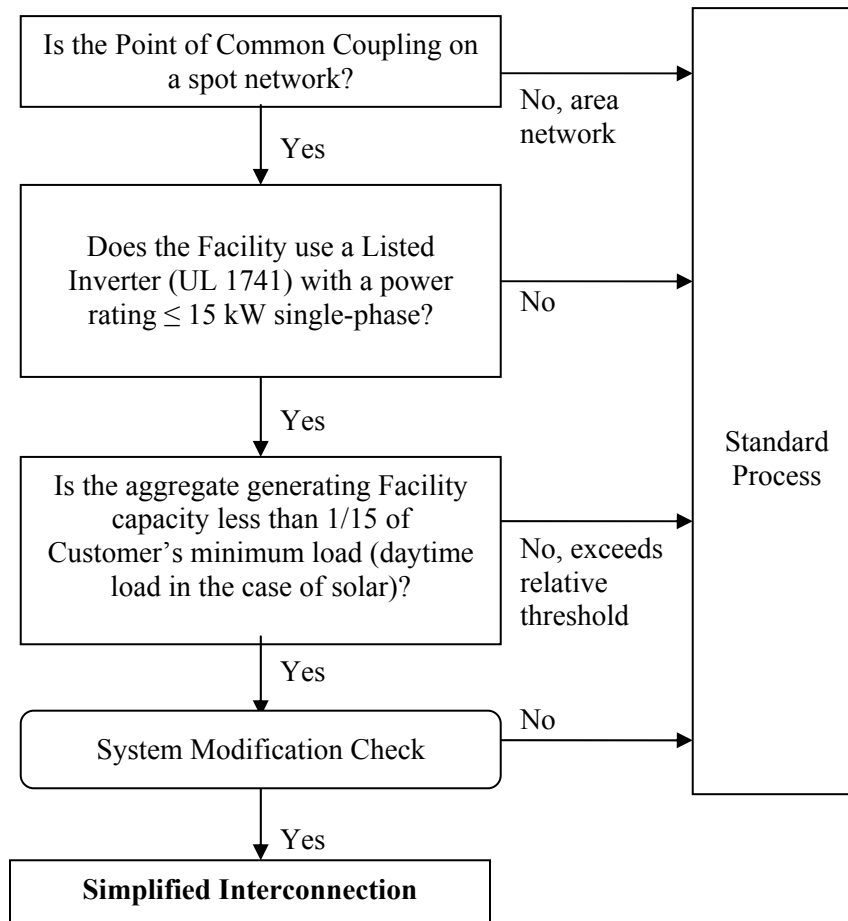 Is the Point of Common Coupling on
a spot network?
No, area
network
Yes
Does the Facility use a Listed
Inverter (UL 1741) with a power
rating ≤ 15 kW single-phase?
No
Yes
Standard
Process
Is the aggregate generating Facility
capacity less than 1/15 of
Customer’s minimum load (daytime
load in the case of solar)?
No, exceeds
relative
threshold
Yes
No
System Modification Check
Yes
Simplified Interconnection